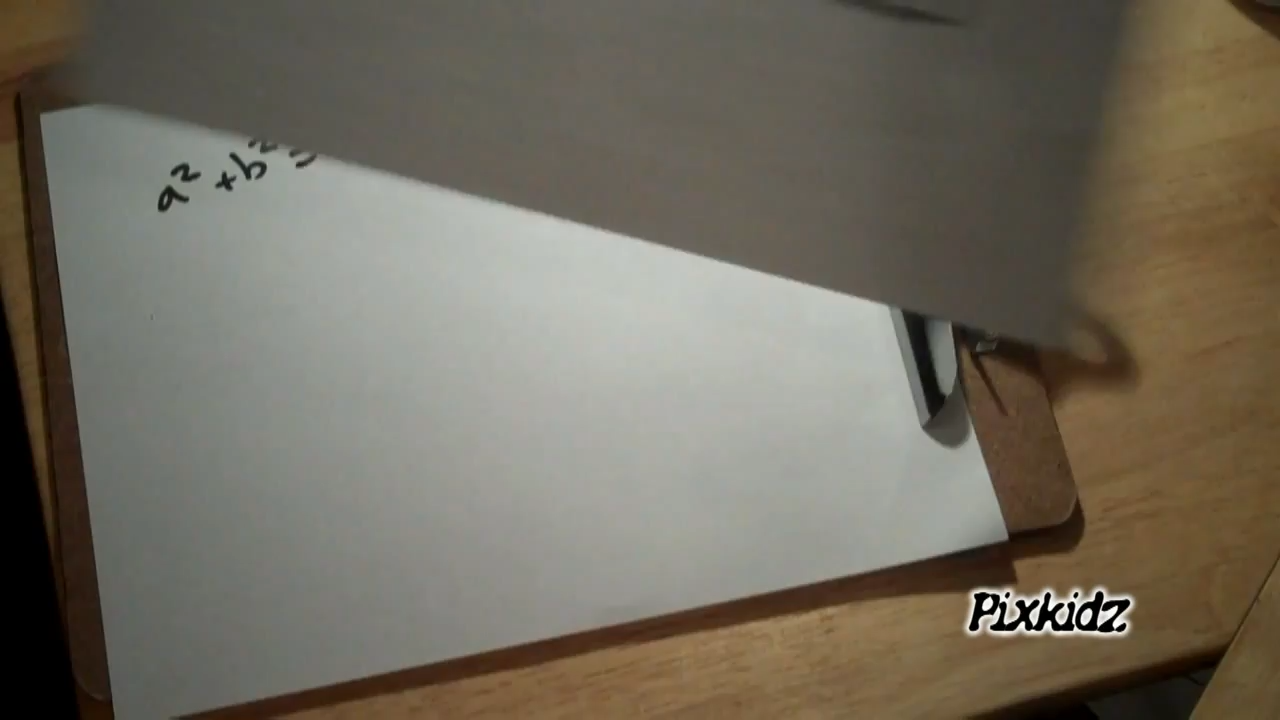 a² + b² =
Pixkidz